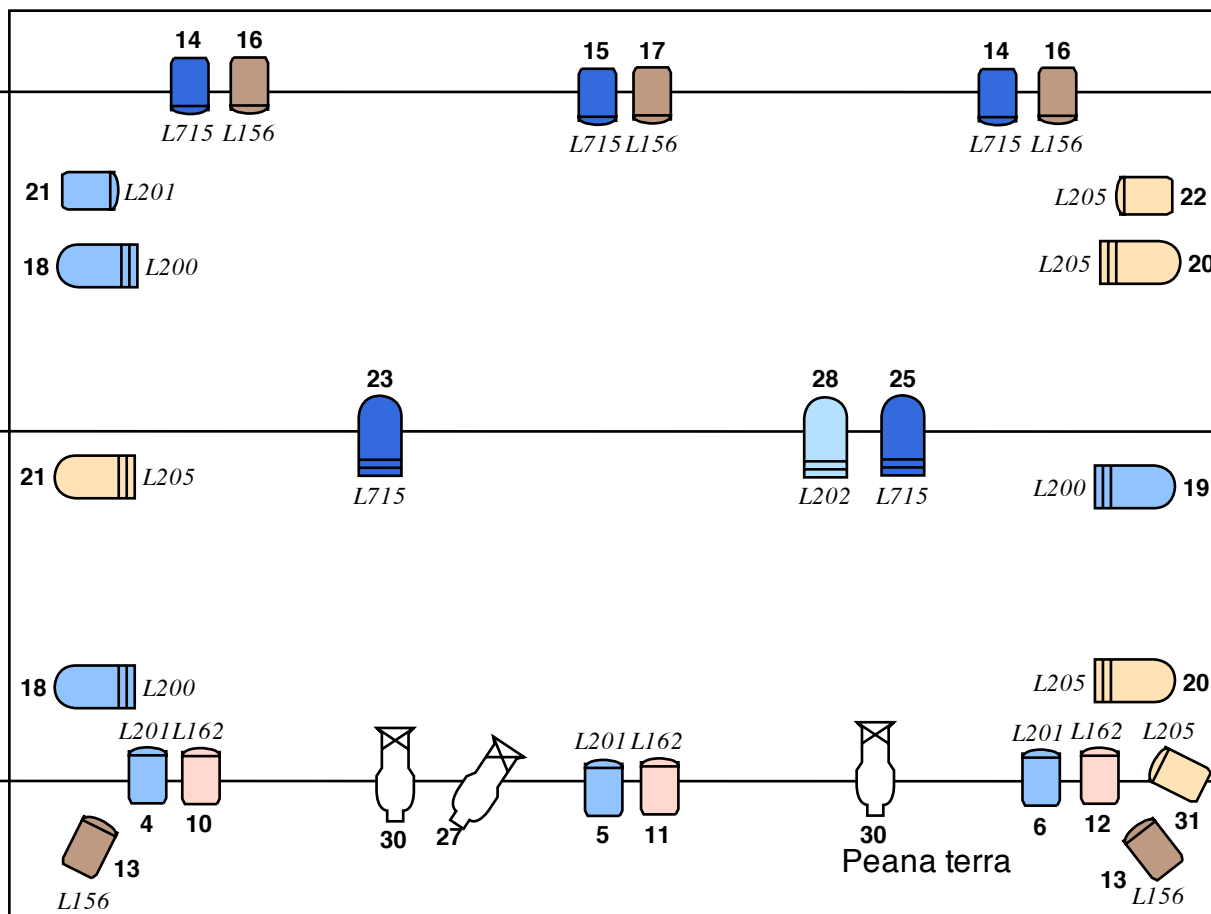 14 16 15 17 14 16
L715 L156 L715 L156 L715 L156
21 L201 L205 22
18 L200 L205 20
23 28 25
21 L205 L715 L202 L715 L200 19
18 L200 L205 20
L201 L162 L201 L162 L201 L162 L205
4 10 30 27 5 11 30 6 12 31
Peana terra
13 13
L156 L156